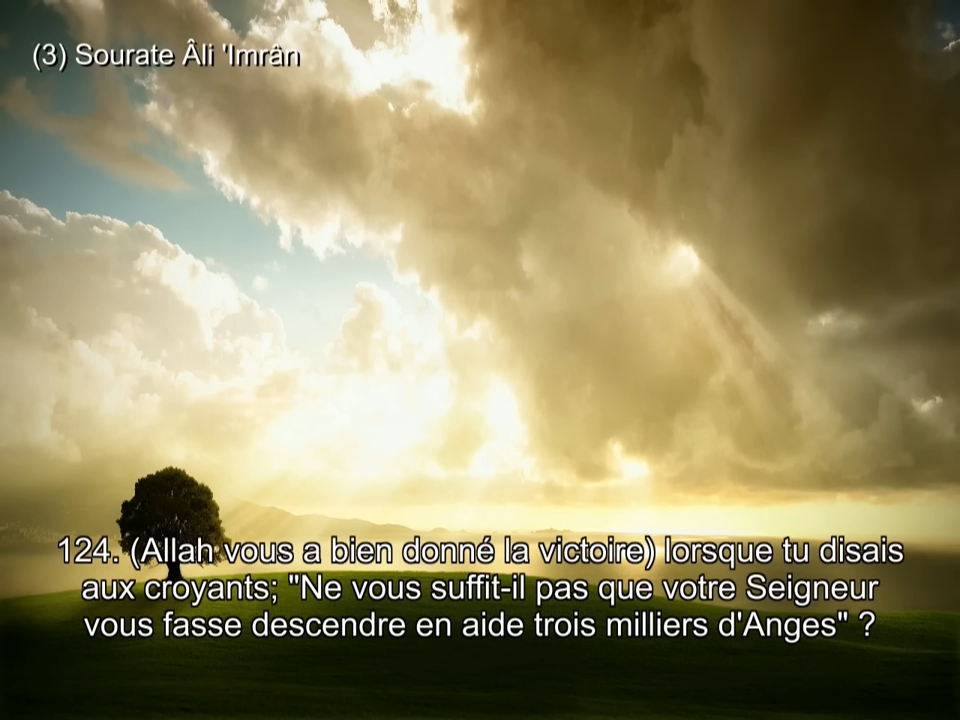 (3) Sourate Âli 'Imrân
124. (Allah vous a bien donné la victoire) lorsque tu disais
aux croyants; "Ne vous suffit-il pas que votre Seigneur
vous fasse descendre en aide trois milliers d'Anges" ?